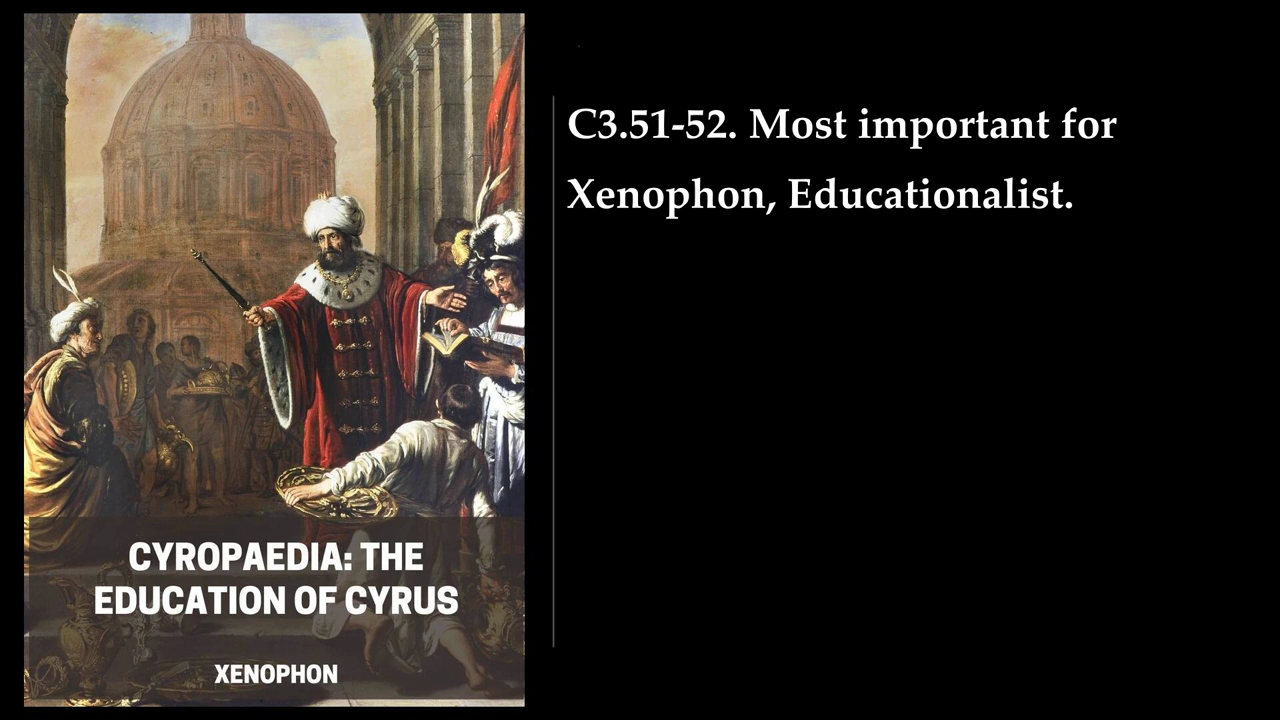 C3.51-52. Most important for
Xenophon, Educationalist.
CYROPAEDIA: THE
EDUCATION OF CYRUS
XENOPHON